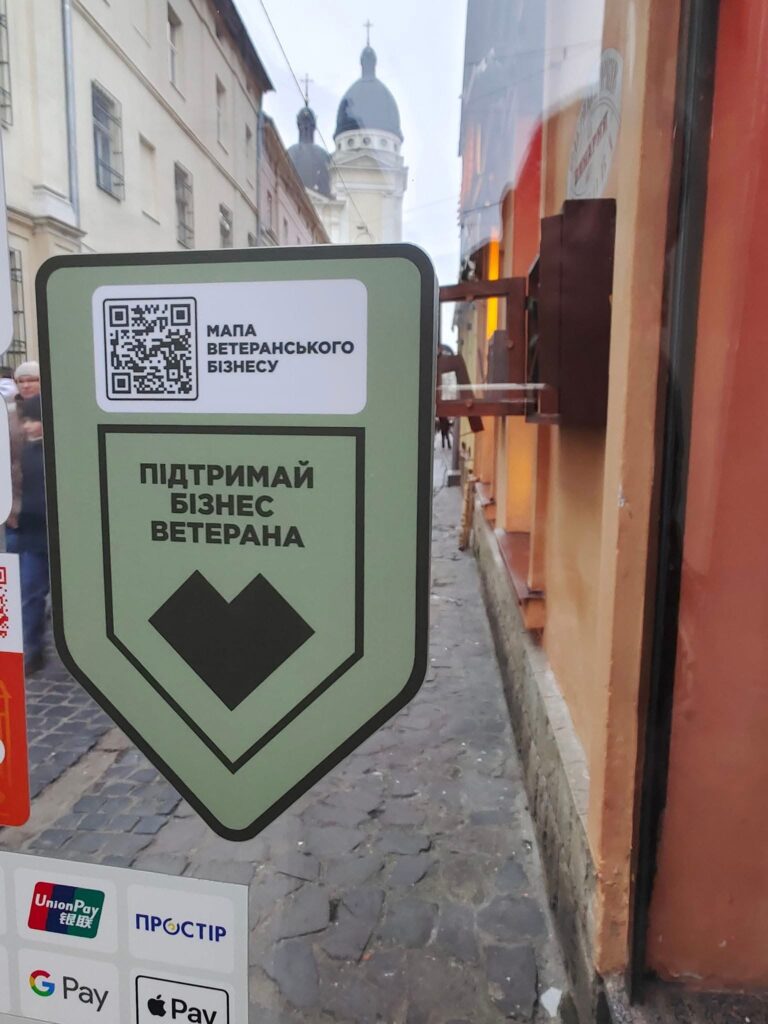 МАПА
ВЕТЕРАНСЬКОГО
БІЗНЕСУ
ПІДТРИМАЙ
БІЗНЕС
ВЕТЕРАНА
UnionPay
银联
ПРОСТІР
G Pay
Pay